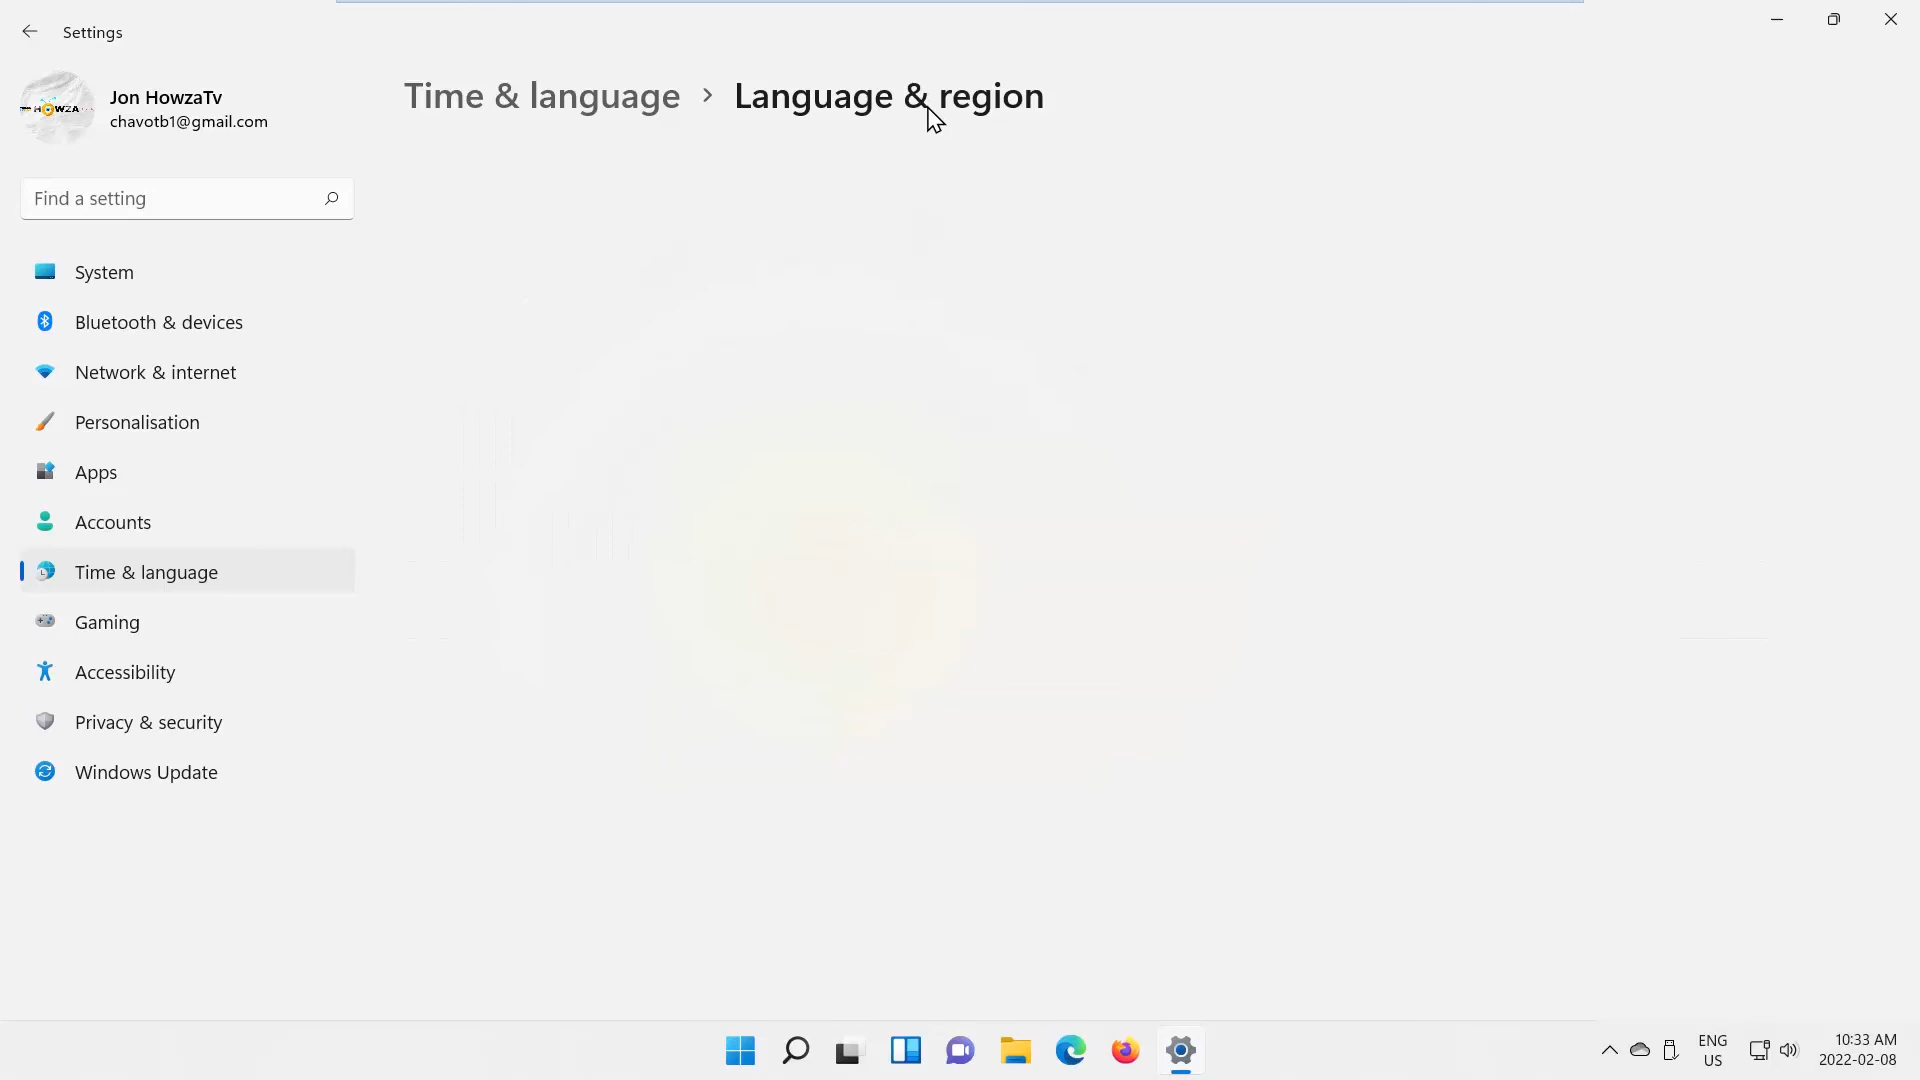 Settings
Jon HowzaTv
chavotb1@gmail.com
Time & language > Language & region
Find a setting
System
Bluetooth & devices
Network & internet
Personalisation
Apps
Accounts
Time & language
Gaming
Accessibility
Privacy & security
Windows Update
ENG
US
10:33 AM
2022-02-08